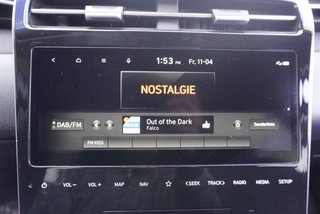 1:53 PM Fr, 11-04
NOSTALGIE
DAB/FM
Out of the Dark
Falco
Senderliste
FM KISS
VOL− VOL+ MAP NAV SEEK TRACK RADIO MEDIA SETUP